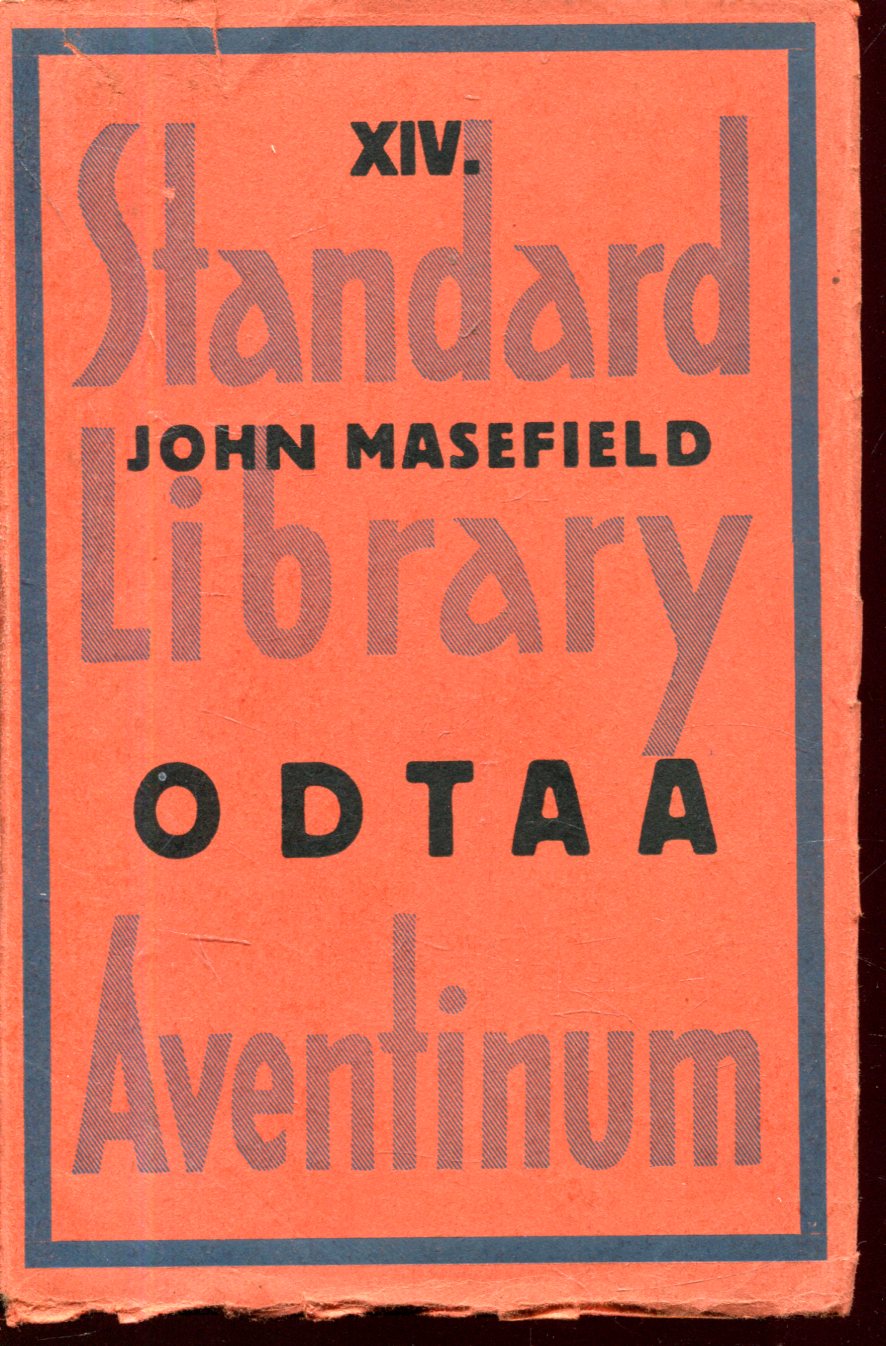 XIV.
Standard
JOHN MASEFIELD
Library
ODTAA
Aventinum